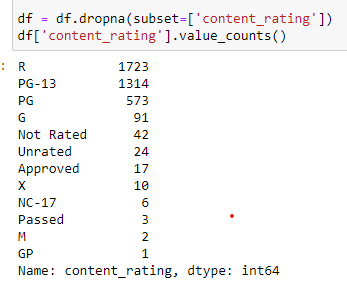 df = df.dropna(subset=['content_rating'])
df['content_rating'].value_counts()
: R 1723
PG-13 1314
PG 573
G 91
Not Rated 42
Unrated 24
Approved 17
X 10
NC-17 6
Passed 3
M 2
GP 1
Name: content_rating, dtype: int64